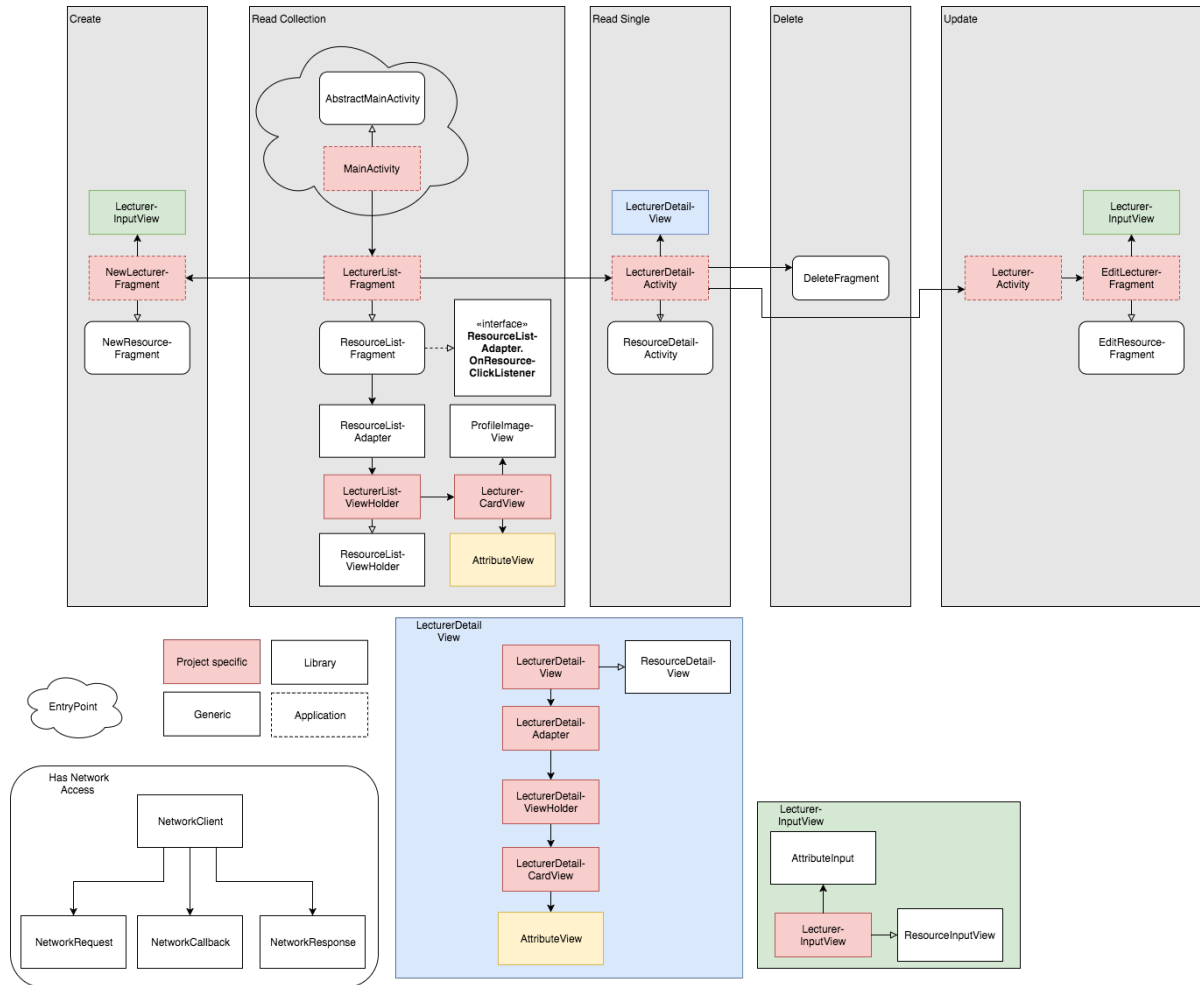 Create
Read Collection
Read Single
Delete
Update
AbstractMainActivity
MainActivity
Lecturer-
InputView
LecturerDetail-
View
Lecturer-
InputView
NewLecturer-
Fragment
LecturerList-
Fragment
LecturerDetail-
Activity
DeleteFragment
Lecturer-
Activity
EditLecturer-
Fragment
NewResource-
Fragment
ResourceList-
Fragment
«interface»
ResourceList-
Adapter.
OnResource-
ClickListener
ResourceDetail-
Activity
EditResource-
Fragment
ResourceList-
Adapter
ProfileImage-
View
LecturerList-
ViewHolder
Lecturer-
CardView
ResourceList-
ViewHolder
AttributeView
EntryPoint
Project specific
Library
Generic
Application
Has Network
Access
NetworkClient
NetworkRequest
NetworkCallback
NetworkResponse
LecturerDetail
View
LecturerDetail-
View
ResourceDetail-
View
LecturerDetail-
Adapter
LecturerDetail-
ViewHolder
LecturerDetail-
CardView
AttributeView
Lecturer-
InputView
AttributeInput
Lecturer-
InputView
ResourceInputView